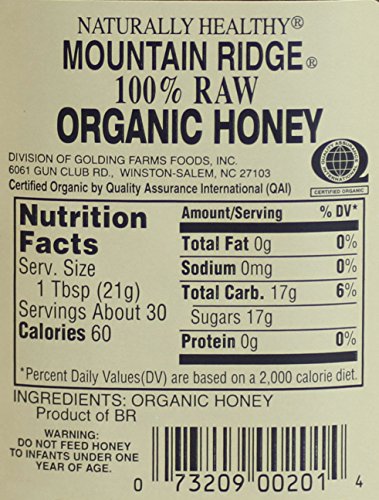 NATURALLY HEALTHY®
MOUNTAIN RIDGE®
100% RAW
ORGANIC HONEY
DIVISION OF GOLDING FARMS FOODS, INC.
6061 GUN CLUB RD., WINSTON-SALEM, NC 27103
Certified Organic by Quality Assurance International (QAI)
QUALITY ASSURANCE INTERNATIONAL
CERTIFIED ORGANIC
Nutrition
Facts
Serv. Size
1 Tbsp (21g)
Servings About 30
Calories 60
Amount/Serving % DV*
Total Fat 0g 0%
Sodium 0mg 0%
Total Carb. 17g 6%
Sugars 17g
Protein 0g 0%
*Percent Daily Values(DV) are based on a 2,000 calorie diet.
INGREDIENTS: ORGANIC HONEY
Product of BR
WARNING:
DO NOT FEED HONEY
TO INFANTS UNDER ONE
YEAR OF AGE.
0 73209 00201 4